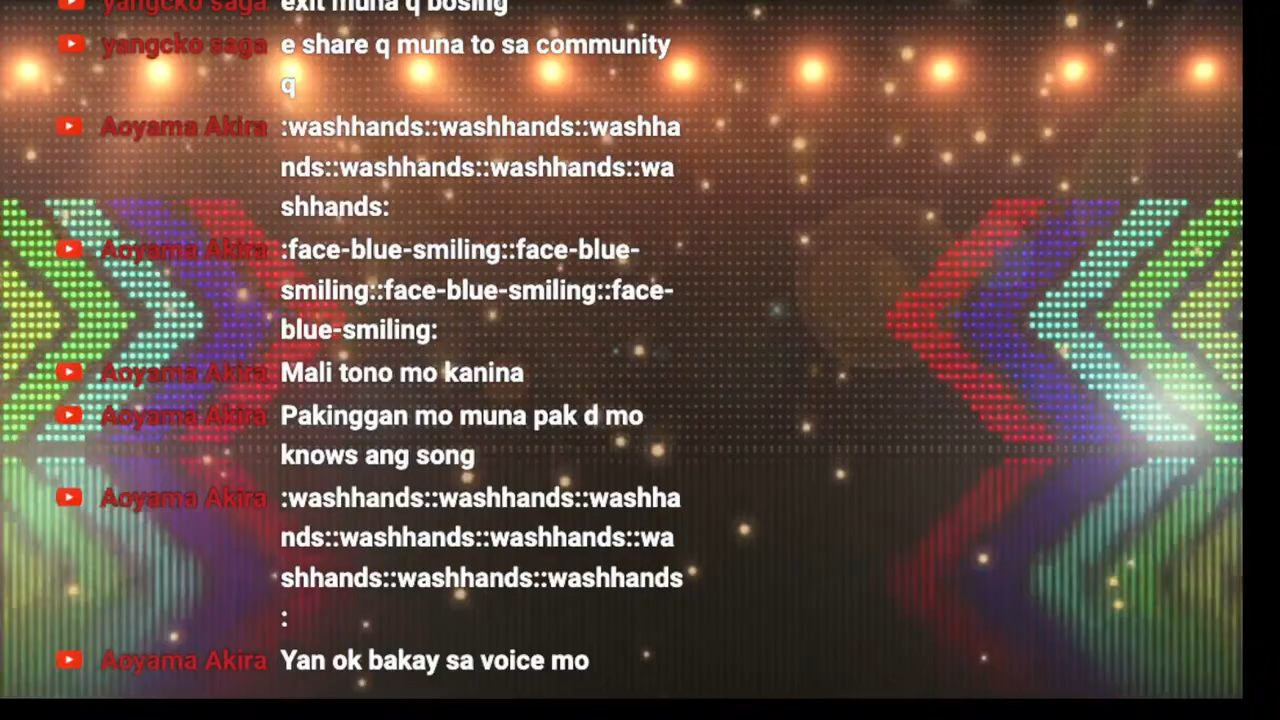 yangcko saga exit muna q bosing
yangcko saga e share q muna to sa community
q
Aoyama Akira :washhands::washhands::washha
nds::washhands::washhands::wa
shhands:
Aoyama Akira :face-blue-smiling::face-blue-
smiling::face-blue-smiling::face-
blue-smiling:
Aoyama Akira Mali tono mo kanina
Aoyama Akira Pakinggan mo muna pak d mo
knows ang song
Aoyama Akira :washhands::washhands::washha
nds::washhands::washhands::wa
shhands::washhands::washhands
:
Aoyama Akira Yan ok bakay sa voice mo